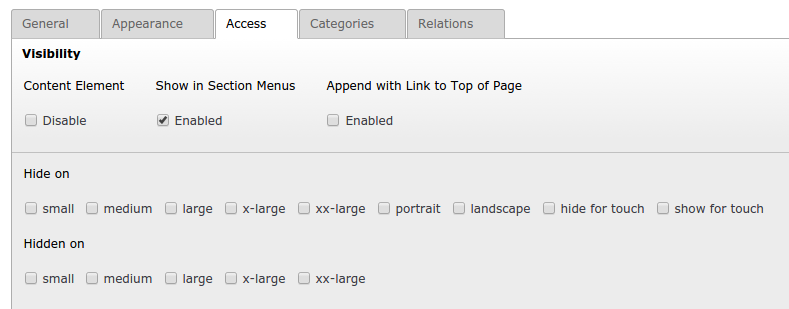 General Appearance Access Categories Relations
Visibility
Content Element Show in Section Menus Append with Link to Top of Page
Disable Enabled Enabled
Hide on
small medium large x-large xx-large portrait landscape hide for touch show for touch
Hidden on
small medium large x-large xx-large